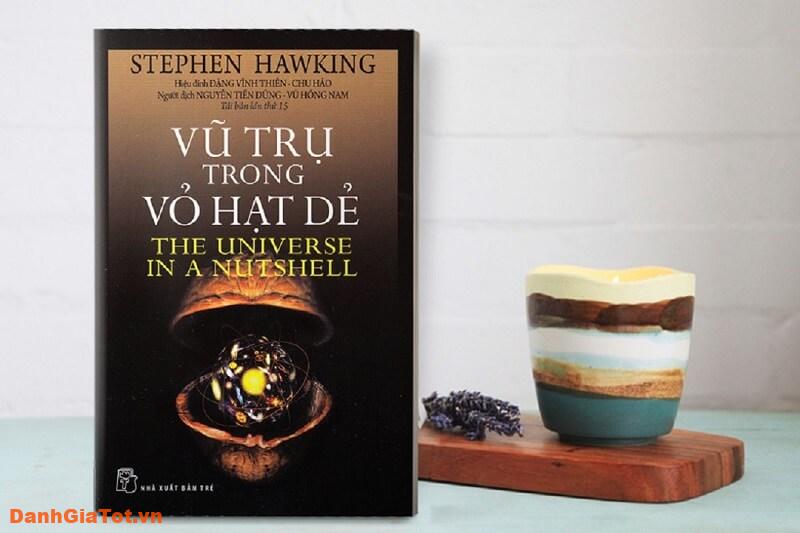 STEPHEN HAWKING
Hiệu đính ĐẶNG VĨNH THIÊN - CHU HẢO
Người dịch NGUYỄN TIẾN DŨNG - VŨ HỒNG NAM
Tái bản lần thứ 15
VŨ TRỤ
TRONG
VỎ HẠT DẺ
THE UNIVERSE
IN A NUTSHELL
NHÀ XUẤT BẢN TRẺ
DanhGiaTot.vn